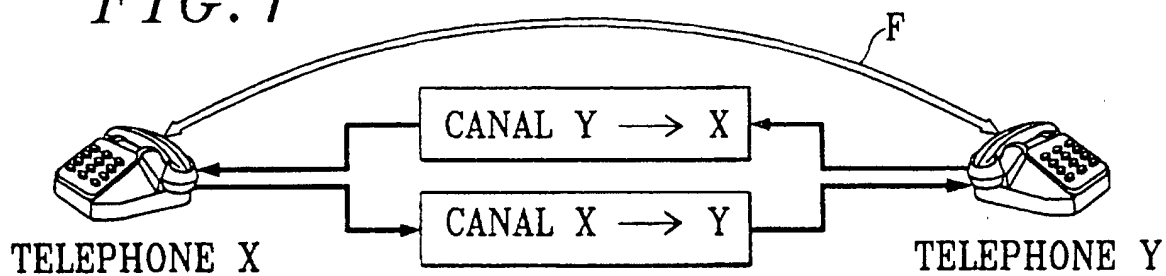 FIG. 1
F
CANAL Y → X
CANAL X → Y
TELEPHONE X
TELEPHONE Y